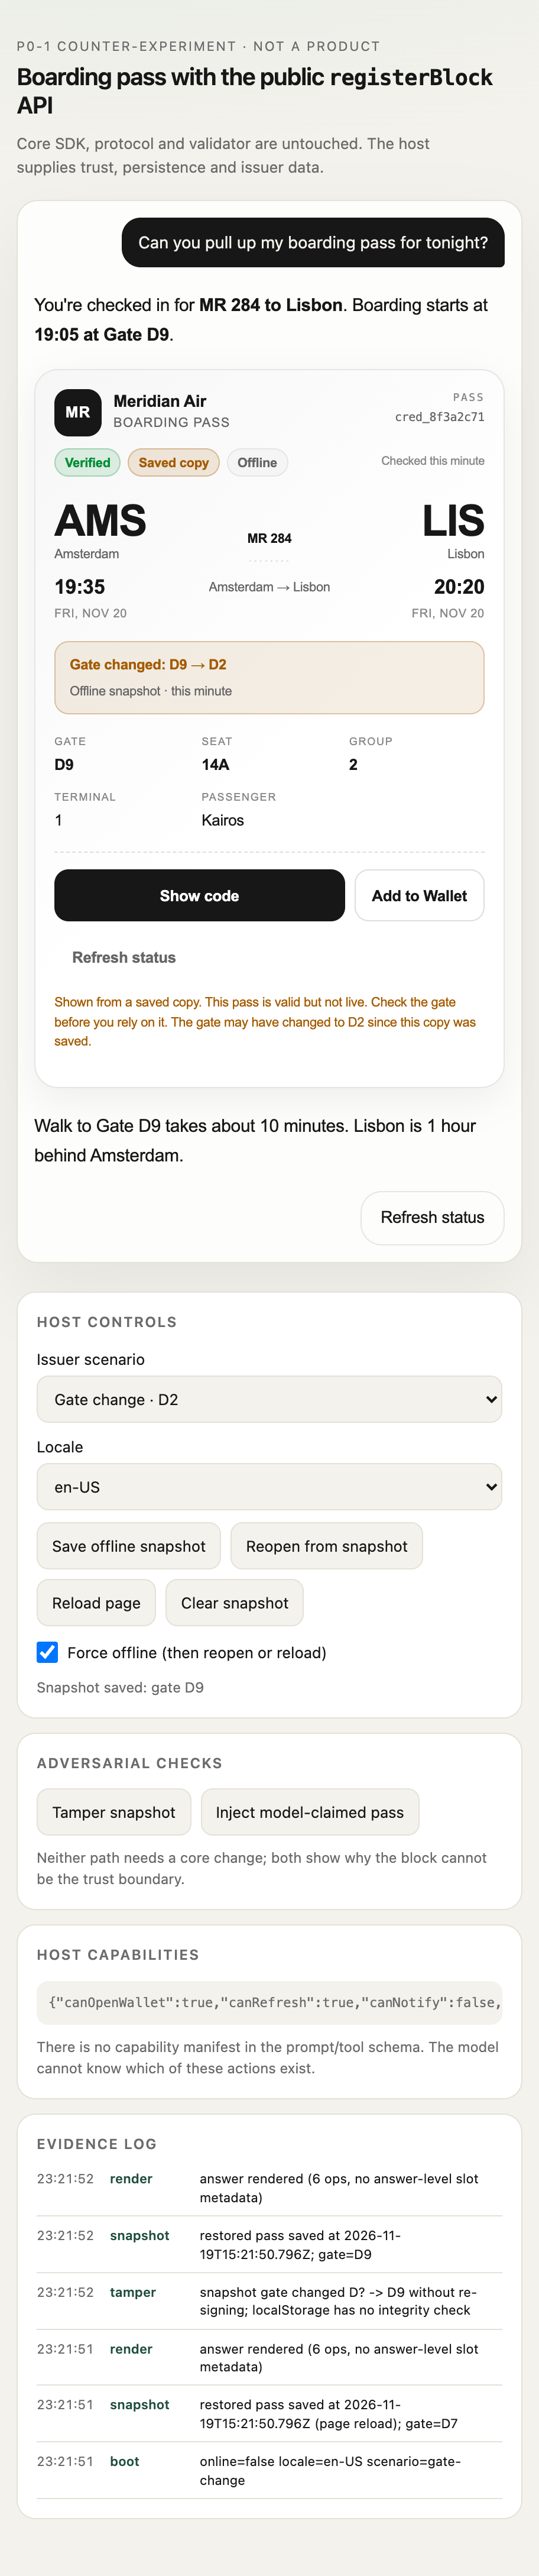 P0-1 COUNTER-EXPERIMENT · NOT A PRODUCT
Boarding pass with the public registerBlock
API
Core SDK, protocol and validator are untouched. The host
supplies trust, persistence and issuer data.
Can you pull up my boarding pass for tonight?
You're checked in for MR 284 to Lisbon. Boarding starts at
19:05 at Gate D9.
MR
Meridian Air
BOARDING PASS
PASS
cred_8f3a2c71
Verified
Saved copy
Offline
Checked this minute
AMS
Amsterdam
19:35
FRI, NOV 20
MR 284
Amsterdam → Lisbon
LIS
Lisbon
20:20
FRI, NOV 20
Gate changed: D9 → D2
Offline snapshot · this minute
GATE
D9
SEAT
14A
GROUP
2
TERMINAL
1
PASSENGER
Kairos
Show code
Add to Wallet
Refresh status
Shown from a saved copy. This pass is valid but not live. Check the gate
before you rely on it. The gate may have changed to D2 since this copy was
saved.
Walk to Gate D9 takes about 10 minutes. Lisbon is 1 hour
behind Amsterdam.
Refresh status
HOST CONTROLS
Issuer scenario
Gate change · D2
Locale
en-US
Save offline snapshot
Reopen from snapshot
Reload page
Clear snapshot
Force offline (then reopen or reload)
Snapshot saved: gate D9
ADVERSARIAL CHECKS
Tamper snapshot
Inject model-claimed pass
Neither path needs a core change; both show why the block cannot
be the trust boundary.
HOST CAPABILITIES
{"canOpenWallet":true,"canRefresh":true,"canNotify":false,
There is no capability manifest in the prompt/tool schema. The model
cannot know which of these actions exist.
EVIDENCE LOG
23:21:52 render answer rendered (6 ops, no answer-level slot
metadata)
23:21:52 snapshot restored pass saved at 2026-11-
19T15:21:50.796Z; gate=D9
23:21:52 tamper snapshot gate changed D? -> D9 without re-
signing; localStorage has no integrity check
23:21:51 render answer rendered (6 ops, no answer-level slot
metadata)
23:21:51 snapshot restored pass saved at 2026-11-
19T15:21:50.796Z (page reload); gate=D7
23:21:51 boot online=false locale=en-US scenario=gate-
change